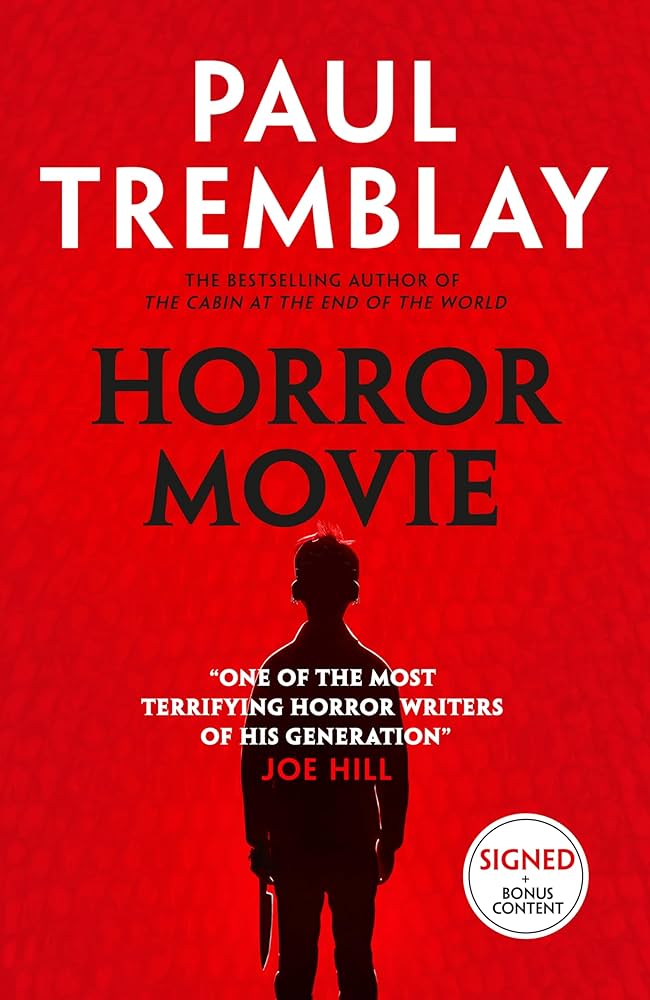 PAUL
TREMBLAY
THE BESTSELLING AUTHOR OF
THE CABIN AT THE END OF THE WORLD
HORROR
MOVIE
“ONE OF THE MOST
TERRIFYING HORROR WRITERS
OF HIS GENERATION”
JOE HILL
SIGNED
+
BONUS
CONTENT